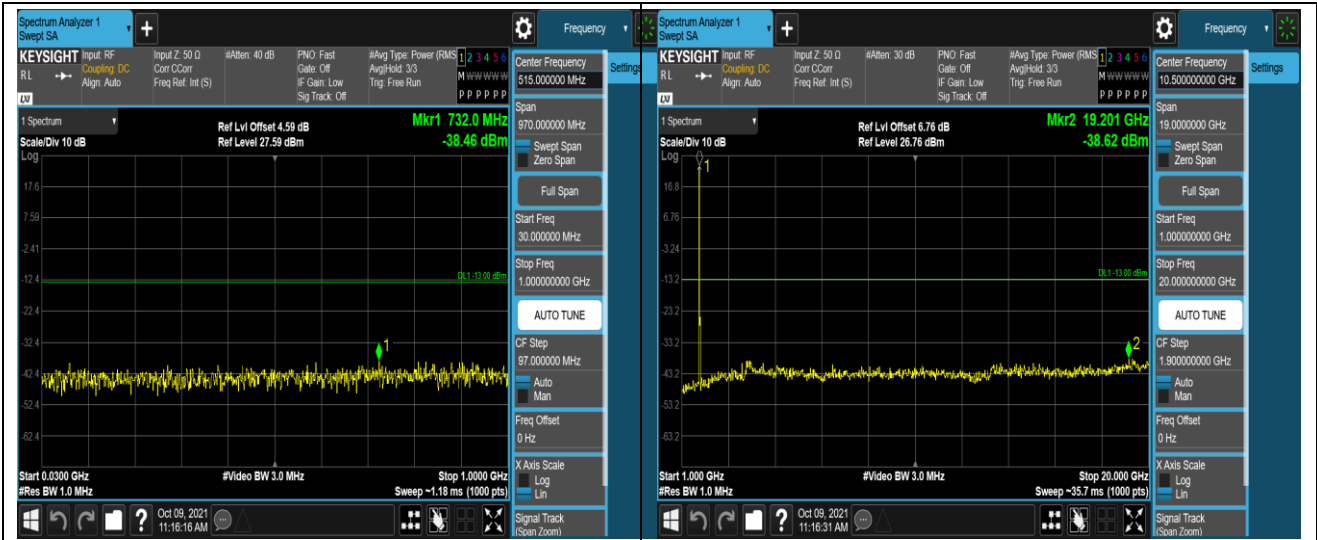 Spectrum Analyzer 1
Swept SA
+
Frequency
KEYSIGHT
RL
LXI
Input: RF
Coupling: DC
Align: Auto
Input Z: 50 Ω
Corr CCorr
Freq Ref: Int (S)
#Atten: 40 dB
PNO: Fast
Gate: Off
IF Gain: Low
Sig Track: Off
#Avg Type: Power (RMS
Avg|Hold: 3/3
Trig: Free Run
1 2 3 4 5 6
M W W W W W
P P P P P P
Center Frequency
515.000000 MHz
Settings
1 Spectrum
Scale/Div 10 dB
Log
Ref Lvl Offset 4.59 dB
Ref Level 27.59 dBm
Mkr1 732.0 MHz
-38.46 dBm
17.6
7.59
-2.41
-12.4
-22.4
-32.4
-42.4
-52.4
-62.4
DL1 -13.00 dBm
1
Start 0.0300 GHz
#Res BW 1.0 MHz
#Video BW 3.0 MHz
Stop 1.0000 GHz
Sweep ~1.18 ms (1000 pts)
Span
970.000000 MHz
Swept Span
Zero Span
Full Span
Start Freq
30.000000 MHz
Stop Freq
1.000000000 GHz
AUTO TUNE
CF Step
97.000000 MHz
Auto
Man
Freq Offset
0 Hz
X Axis Scale
Log
Lin
Signal Track
(Span Zoom)
?
Oct 09, 2021
11:16:16 AM
Spectrum Analyzer 1
Swept SA
+
Frequency
KEYSIGHT
RL
LXI
Input: RF
Coupling: DC
Align: Auto
Input Z: 50 Ω
Corr CCorr
Freq Ref: Int (S)
#Atten: 30 dB
PNO: Fast
Gate: Off
IF Gain: Low
Sig Track: Off
#Avg Type: Power (RMS
Avg|Hold: 3/3
Trig: Free Run
1 2 3 4 5 6
M W W W W W
P P P P P P
Center Frequency
10.500000000 GHz
Settings
1 Spectrum
Scale/Div 10 dB
Log
Ref Lvl Offset 6.76 dB
Ref Level 26.76 dBm
Mkr2 19.201 GHz
-38.62 dBm
1
16.8
6.76
-3.24
-13.2
-23.2
-33.2
-43.2
-53.2
-63.2
DL1 -13.00 dBm
2
Start 1.000 GHz
#Res BW 1.0 MHz
#Video BW 3.0 MHz
Stop 20.000 GHz
Sweep ~35.7 ms (1000 pts)
Span
19.0000000 GHz
Swept Span
Zero Span
Full Span
Start Freq
1.000000000 GHz
Stop Freq
20.000000000 GHz
AUTO TUNE
CF Step
1.900000000 GHz
Auto
Man
Freq Offset
0 Hz
X Axis Scale
Log
Lin
Signal Track
(Span Zoom)
?
Oct 09, 2021
11:16:31 AM